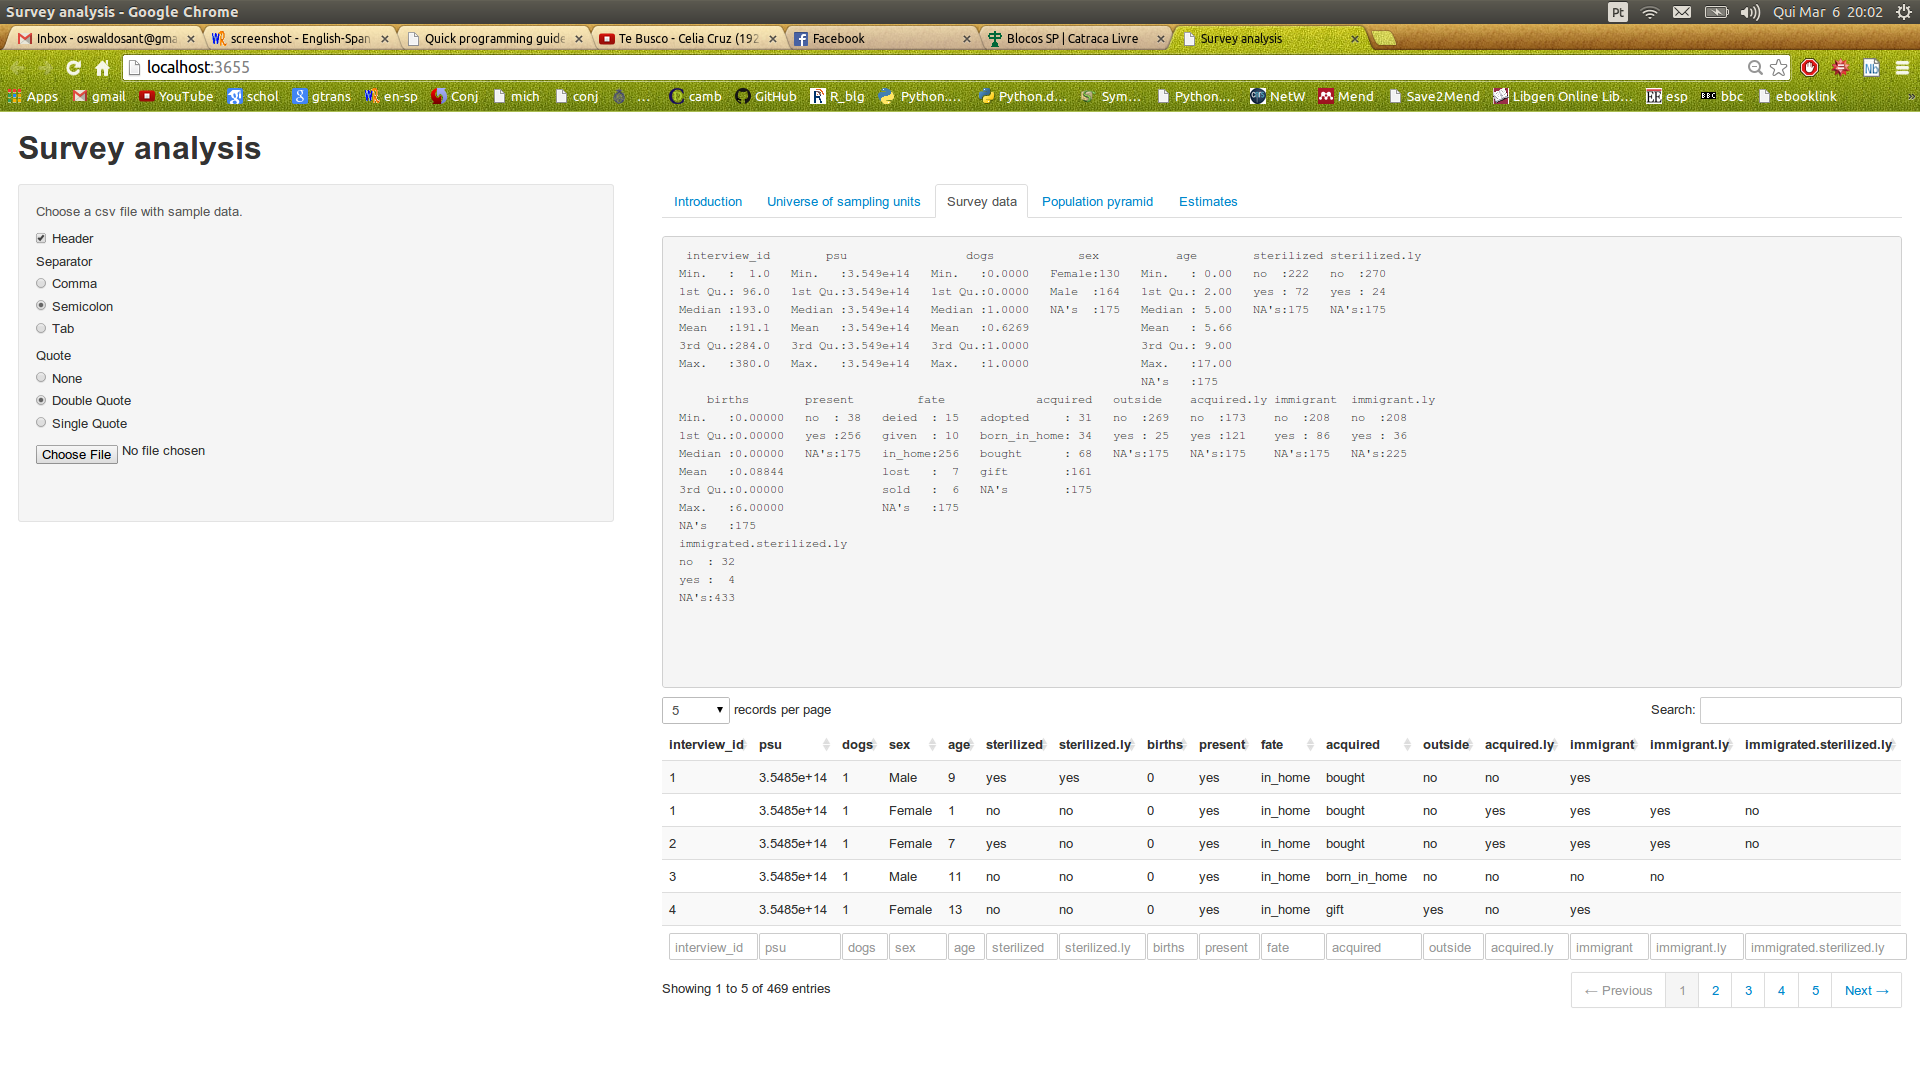 Survey analysis - Google Chrome
Pt Qui Mar 6 20:02
Inbox - oswaldosant@gma screenshot - English-Span Quick programming guide Te Busco - Celia Cruz (192 Facebook Blocos SP | Catraca Livre Survey analysis
localhost:3655
Apps gmail YouTube schol gtrans en-sp Conj mich conj ... camb GitHub R_blg Python.... Python.d... Sym... Python.... NetW Mend Save2Mend Libgen Online Lib... esp bbc ebooklink »
Survey analysis
Choose a csv file with sample data.
Header
Separator
Comma
Semicolon
Tab
Quote
None
Double Quote
Single Quote
Choose File No file chosen
Introduction Universe of sampling units Survey data Population pyramid Estimates
interview_id psu dogs sex age sterilized sterilized.ly
Min. : 1.0 Min. :3.549e+14 Min. :0.0000 Female:130 Min. : 0.00 no :222 no :270
1st Qu.: 96.0 1st Qu.:3.549e+14 1st Qu.:0.0000 Male :164 1st Qu.: 2.00 yes : 72 yes : 24
Median :193.0 Median :3.549e+14 Median :1.0000 NA's :175 Median : 5.00 NA's:175 NA's:175
Mean :191.1 Mean :3.549e+14 Mean :0.6269 Mean : 5.66
3rd Qu.:284.0 3rd Qu.:3.549e+14 3rd Qu.:1.0000 3rd Qu.: 9.00
Max. :380.0 Max. :3.549e+14 Max. :1.0000 Max. :17.00
NA's :175
births present fate acquired outside acquired.ly immigrant immigrant.ly
Min. :0.00000 no : 38 deied : 15 adopted : 31 no :269 no :173 no :208 no :208
1st Qu.:0.00000 yes :256 given : 10 born_in_home: 34 yes : 25 yes :121 yes : 86 yes : 36
Median :0.00000 NA's:175 in_home:256 bought : 68 NA's:175 NA's:175 NA's:175 NA's:225
Mean :0.08844 lost : 7 gift :161
3rd Qu.:0.00000 sold : 6 NA's :175
Max. :6.00000 NA's :175
NA's :175
immigrated.sterilized.ly
no : 32
yes : 4
NA's:433
5 records per page Search:
interview_id psu dogs sex age sterilized sterilized.ly births present fate acquired outside acquired.ly immigrant immigrant.ly immigrated.sterilized.ly
1 3.5485e+14 1 Male 9 yes yes 0 yes in_home bought no no yes
1 3.5485e+14 1 Female 1 no no 0 yes in_home bought no yes yes yes no
2 3.5485e+14 1 Female 7 yes no 0 yes in_home bought no yes yes yes no
3 3.5485e+14 1 Male 11 no no 0 yes in_home born_in_home no no no no
4 3.5485e+14 1 Female 13 no no 0 yes in_home gift yes no yes
interview_id psu dogs sex age sterilized sterilized.ly births present fate acquired outside acquired.ly immigrant immigrant.ly immigrated.sterilized.ly
Showing 1 to 5 of 469 entries ← Previous 1 2 3 4 5 Next →